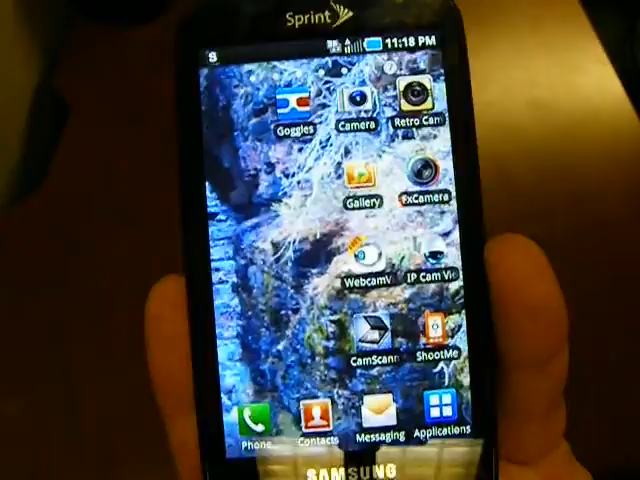 Sprint
S
11:18 PM
Goggles
Camera
Retro Cam
Gallery
FxCamera
FREE
WebcamV
IP Cam Vi
CamScann
ShootMe
Phone
Contacts
Messaging
Applications
SAMSUNG